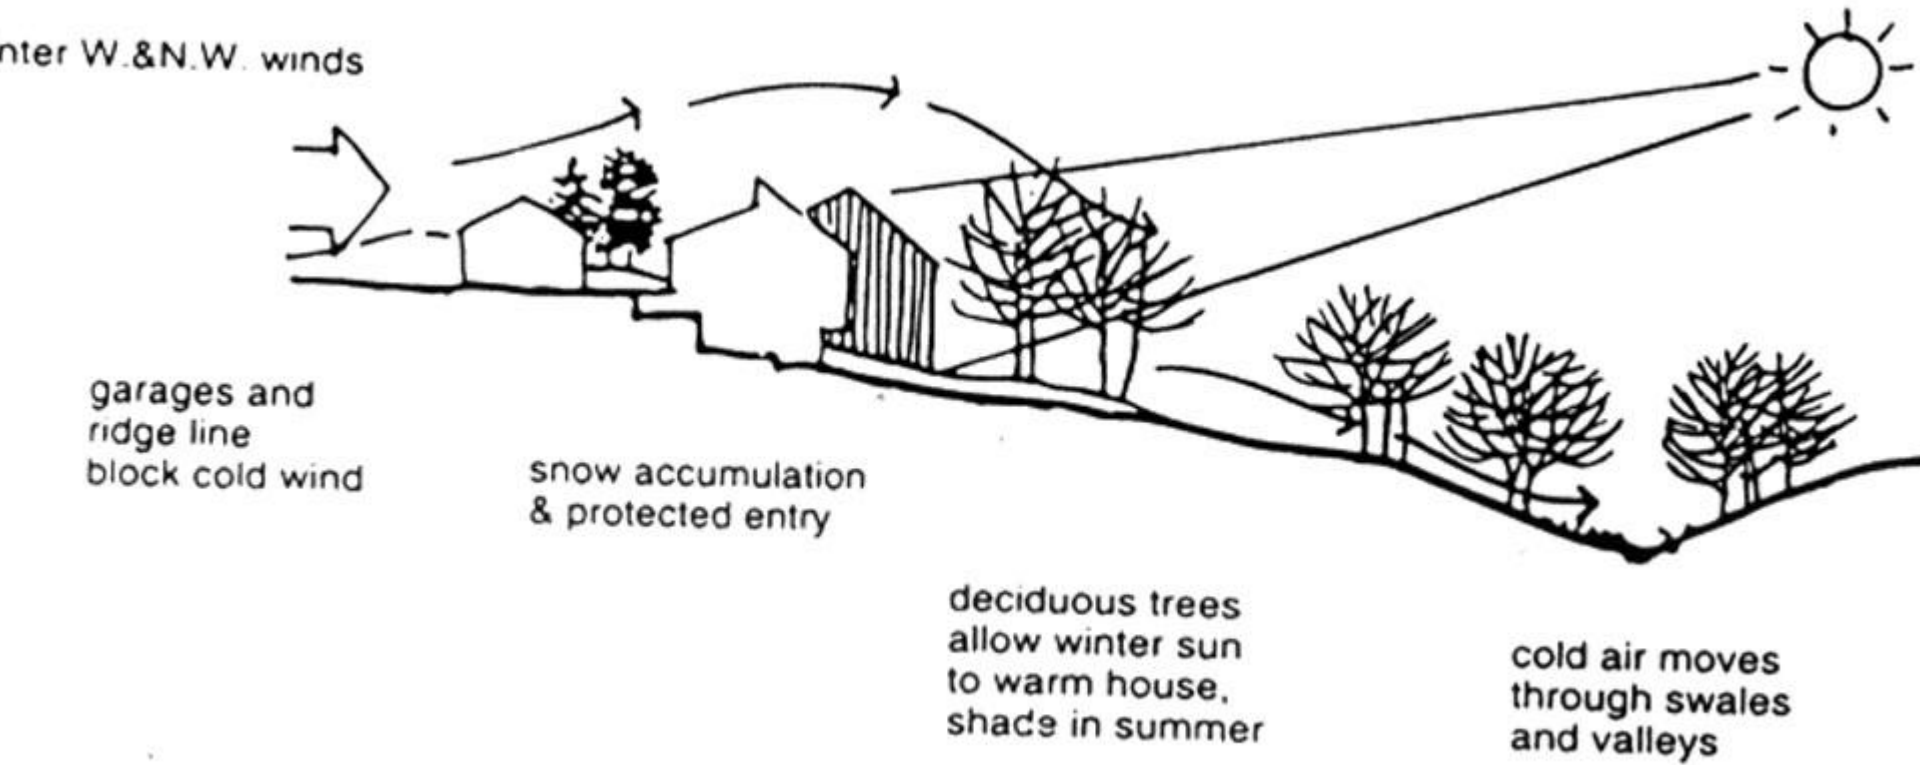 nter W.&N.W. winds
garages and
ridge line
block cold wind
snow accumulation
& protected entry
deciduous trees
allow winter sun
to warm house,
shade in summer
cold air moves
through swales
and valleys